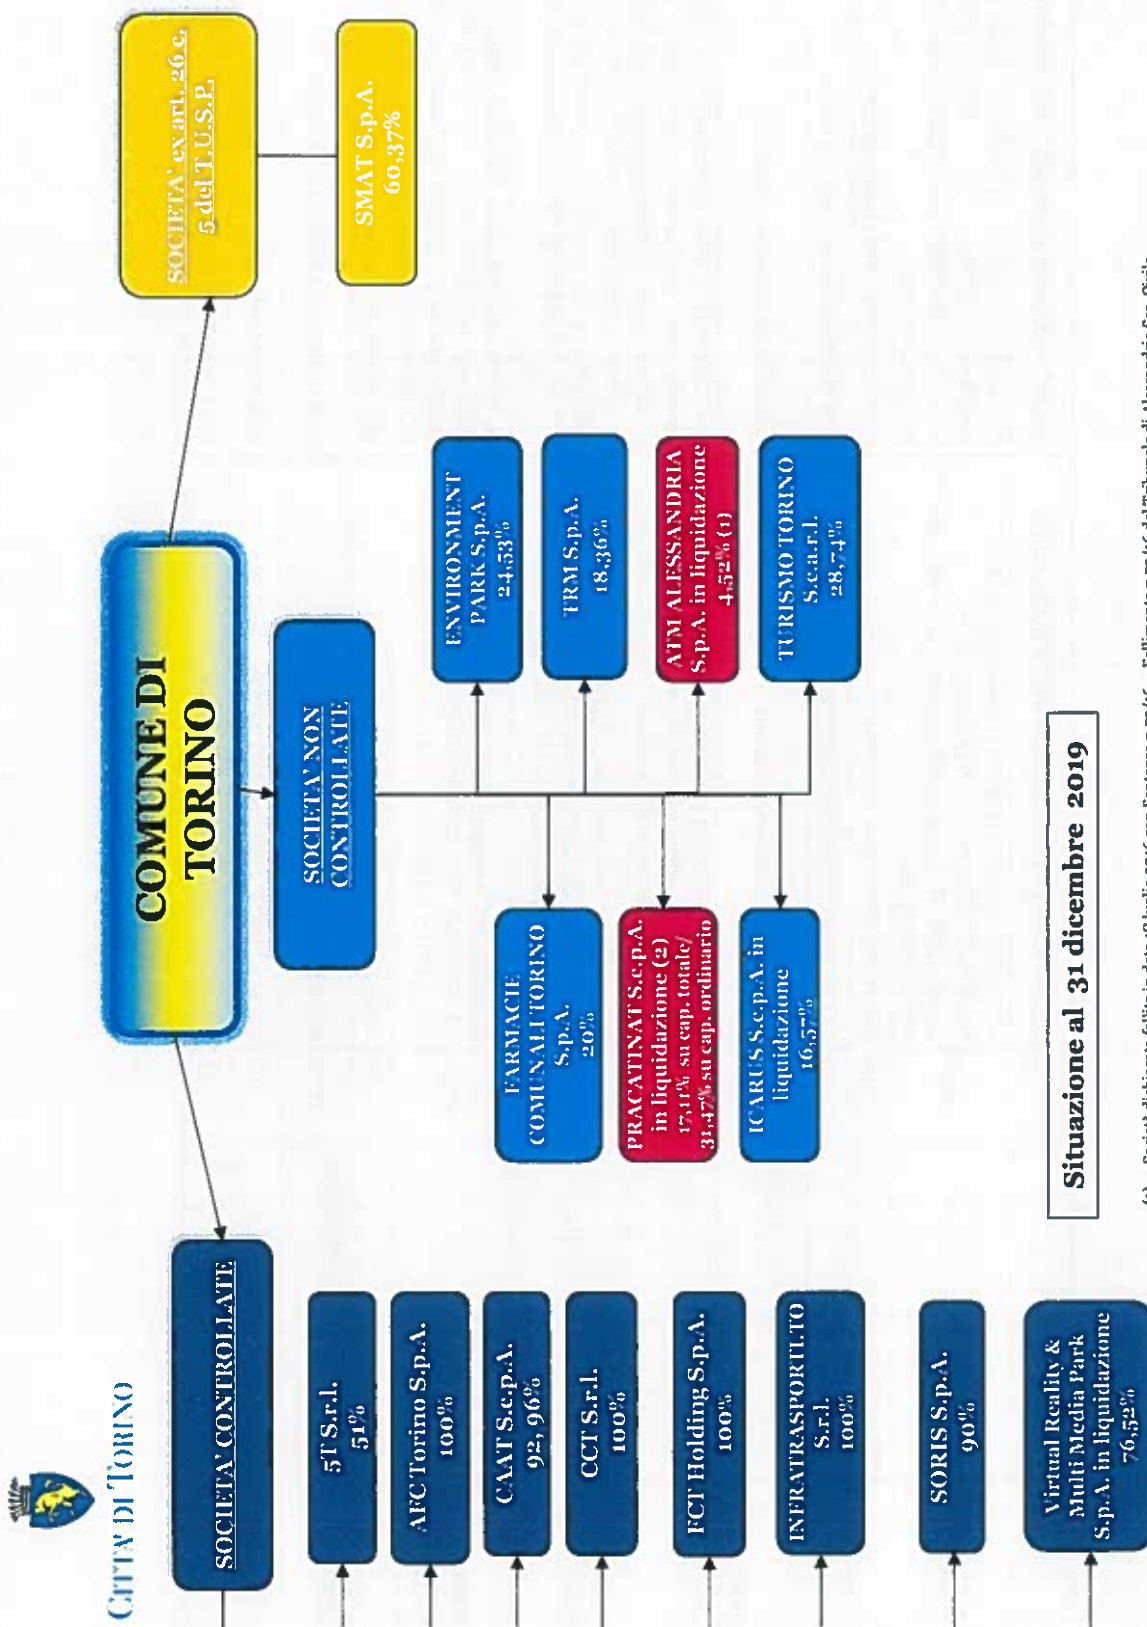 CITTA' DI TORINO
COMUNE DI
TORINO
SOCIETA' CONTROLLATE
5T S.r.l.
51%
AFC Torino S.p.A.
100%
CAAT S.c.p.A.
92,96%
CCT S.r.l.
100%
FCT Holding S.p.A.
100%
INFRATRASPORTI.TO
S.r.l.
100%
SORIS S.p.A.
90%
Virtual Reality &
Multi Media Park
S.p.A. in liquidazione
76,52%
SOCIETA' NON
CONTROLLATE
FARMACIE
COMUNALI TORINO
S.p.A.
20%
PRACATINAT S.c.p.A.
in liquidazione (2)
17,11% su cap. totale/
31,47% su cap. ordinario
ICARUS S.c.p.A. in
liquidazione
16,57%
ENVIRONMENT
PARK S.p.A.
24,53%
TRM S.p.A.
18,36%
ATM ALESSANDRIA
S.p.A. in liquidazione
4,52% (1)
TURISMO TORINO
S.c.a.r.l.
28,74%
SOCIETA' ex art. 26 c.
5 del T.U.S.P.
SMAT S.p.A.
60,37%
Situazione al 31 dicembre 2019